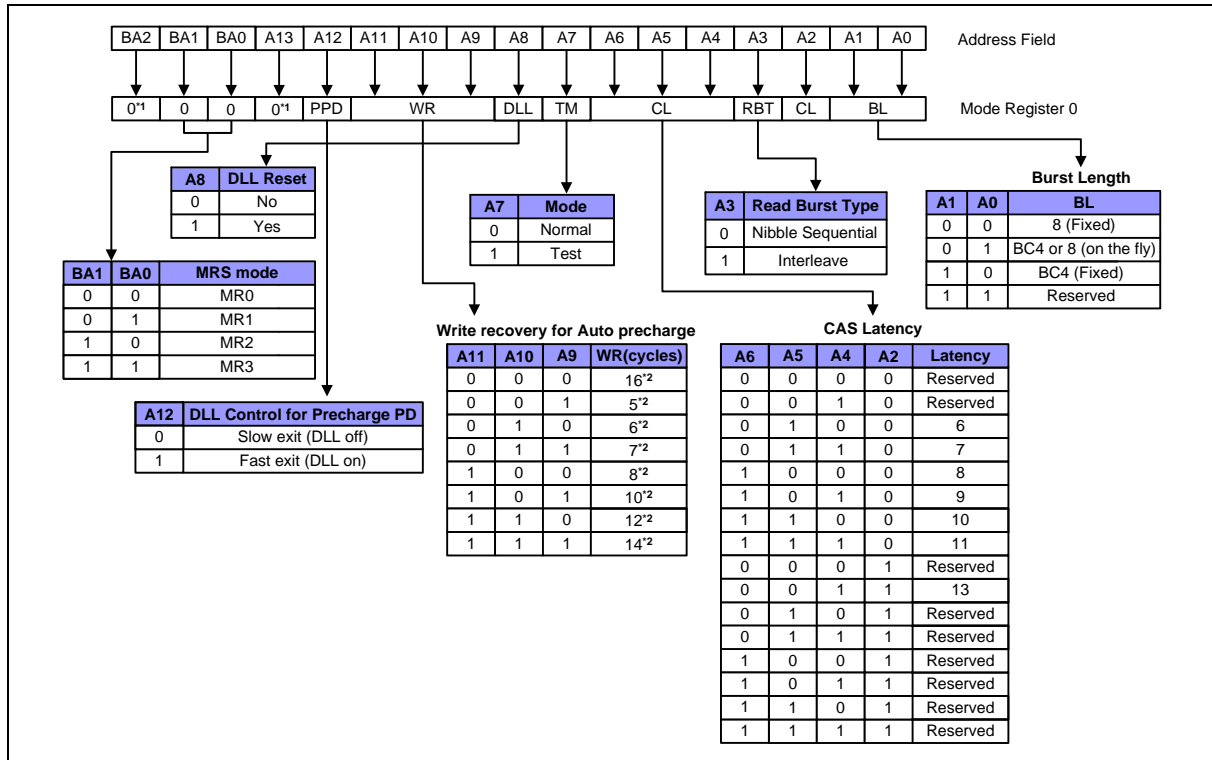 BA2 BA1 BA0 A13 A12 A11 A10 A9 A8 A7 A6 A5 A4 A3 A2 A1 A0 Address Field
0*1 0 0 0*1 PPD WR DLL TM CL RBT CL BL Mode Register 0
A8 DLL Reset
0 No
1 Yes
A7 Mode
0 Normal
1 Test
A3 Read Burst Type
0 Nibble Sequential
1 Interleave
Burst Length
A1 A0 BL
0 0 8 (Fixed)
0 1 BC4 or 8 (on the fly)
1 0 BC4 (Fixed)
1 1 Reserved
BA1 BA0 MRS mode
0 0 MR0
0 1 MR1
1 0 MR2
1 1 MR3
A12 DLL Control for Precharge PD
0 Slow exit (DLL off)
1 Fast exit (DLL on)
Write recovery for Auto precharge
A11 A10 A9 WR(cycles)
0 0 0 16*2
0 0 1 5*2
0 1 0 6*2
0 1 1 7*2
1 0 0 8*2
1 0 1 10*2
1 1 0 12*2
1 1 1 14*2
CAS Latency
A6 A5 A4 A2 Latency
0 0 0 0 Reserved
0 0 1 0 Reserved
0 1 0 0 6
0 1 1 0 7
1 0 0 0 8
1 0 1 0 9
1 1 0 0 10
1 1 1 0 11
0 0 0 1 Reserved
0 0 1 1 13
0 1 0 1 Reserved
0 1 1 1 Reserved
1 0 0 1 Reserved
1 0 1 1 Reserved
1 1 0 1 Reserved
1 1 1 1 Reserved